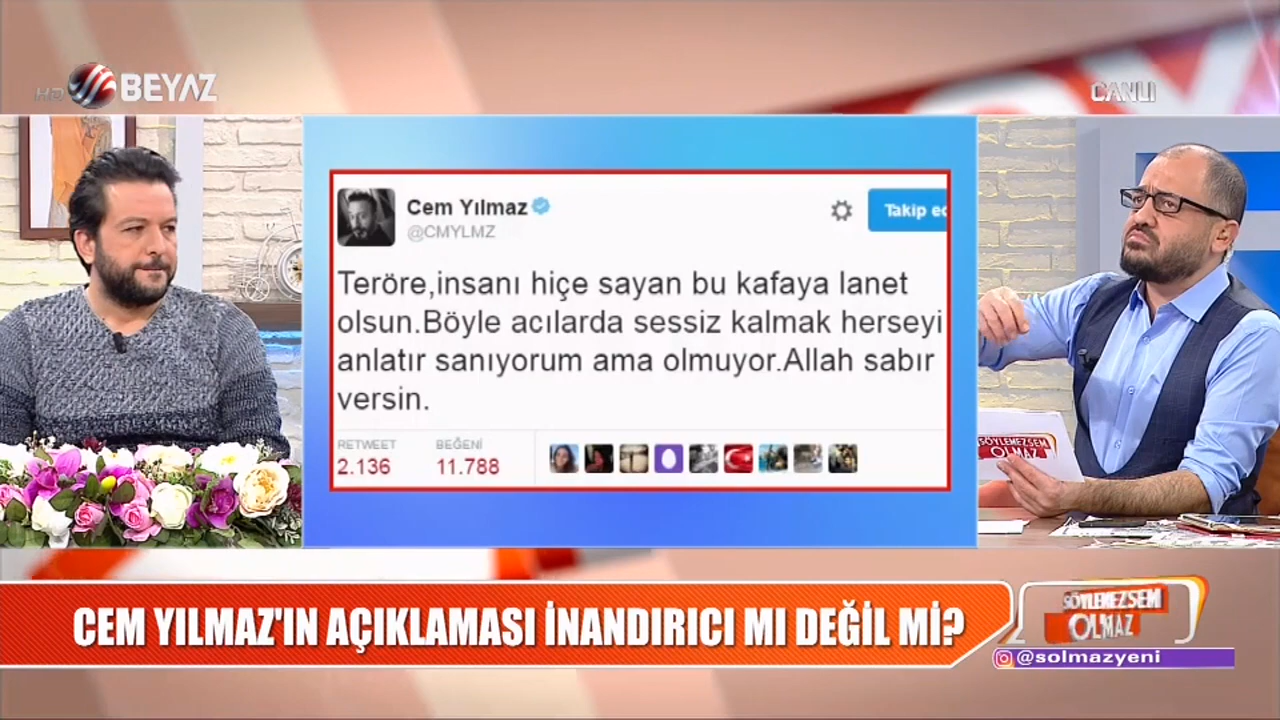 HD BEYAZ
CANLI
Cem Yılmaz
@CMYLMZ
Takip ed
Teröre,insanı hiçe sayan bu kafaya lanet
olsun.Böyle acılarda sessiz kalmak herseyi
anlatır sanıyorum ama olmuyor.Allah sabır
versin.
RETWEET
BEĞENİ
2.136
11.788
SÖYLEMEZSEM
OLMAZ
CEM YILMAZ'IN AÇIKLAMASI İNANDIRICI MI DEĞİL Mİ?
SÖYLEMEZSEM
OLMAZ
@solmazyeni